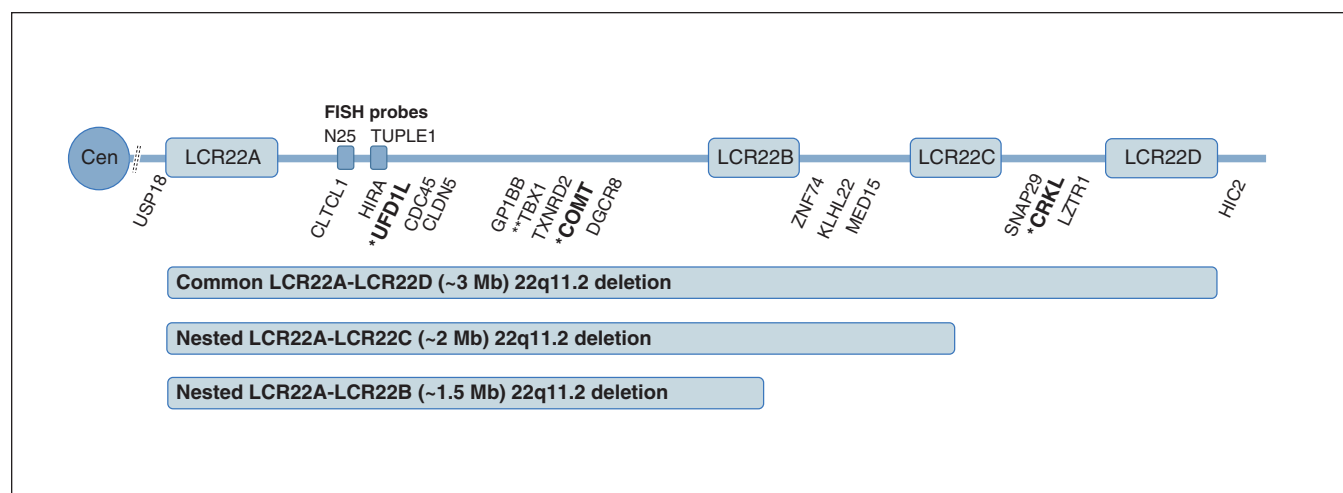 FISH probes
N25 TUPLE1
Cen
LCR22A
LCR22B
LCR22C
LCR22D
USP18
CLTCL1
HIRA
*UFD1L
CDC45
CLDN5
GP1BB
**TBX1
TXNRD2
*COMT
DGCR8
ZNF74
KLHL22
MED15
SNAP29
*CRKL
LZTR1
HIC2
Common LCR22A-LCR22D (~3 Mb) 22q11.2 deletion
Nested LCR22A-LCR22C (~2 Mb) 22q11.2 deletion
Nested LCR22A-LCR22B (~1.5 Mb) 22q11.2 deletion